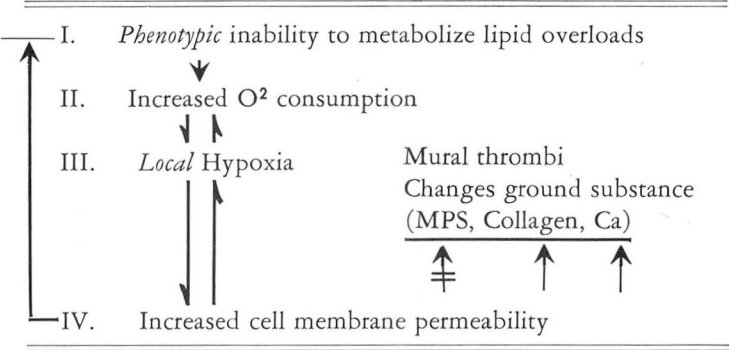 I. Phenotypic inability to metabolize lipid overloads
II. Increased O² consumption
III. Local Hypoxia
Mural thrombi
Changes ground substance
(MPS, Collagen, Ca)
IV. Increased cell membrane permeability